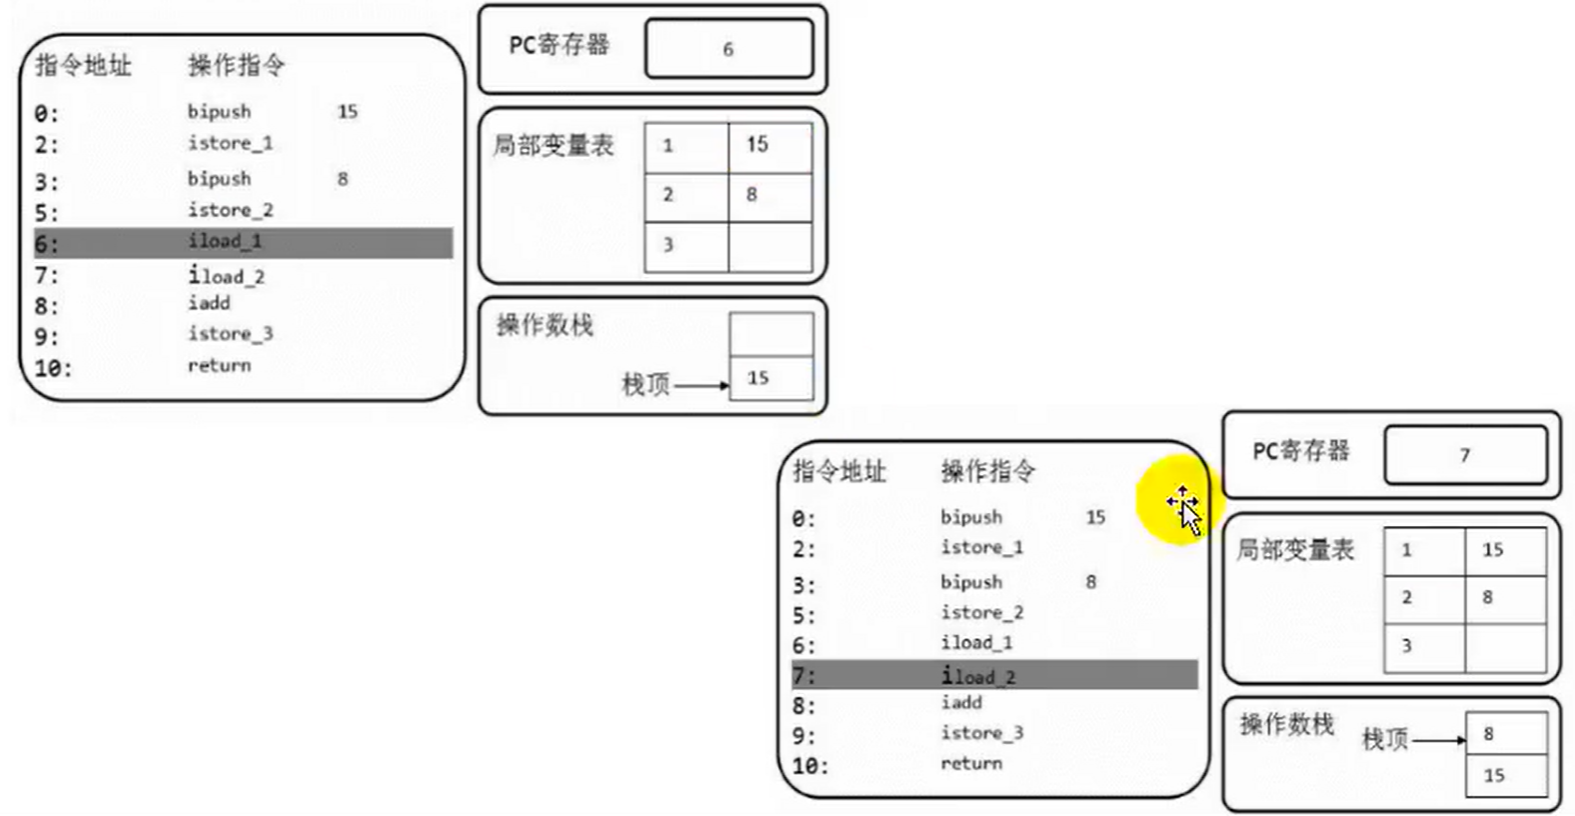 指令地址 操作指令
0: bipush 15
2: istore_1
3: bipush 8
5: istore_2
6: iload_1
7: iload_2
8: iadd
9: istore_3
10: return
PC寄存器 6
局部变量表
1 15
2 8
3
操作数栈
栈顶 15
指令地址 操作指令
0: bipush 15
2: istore_1
3: bipush 8
5: istore_2
6: iload_1
7: iload_2
8: iadd
9: istore_3
10: return
PC寄存器 7
局部变量表
1 15
2 8
3
操作数栈 栈顶 8
15